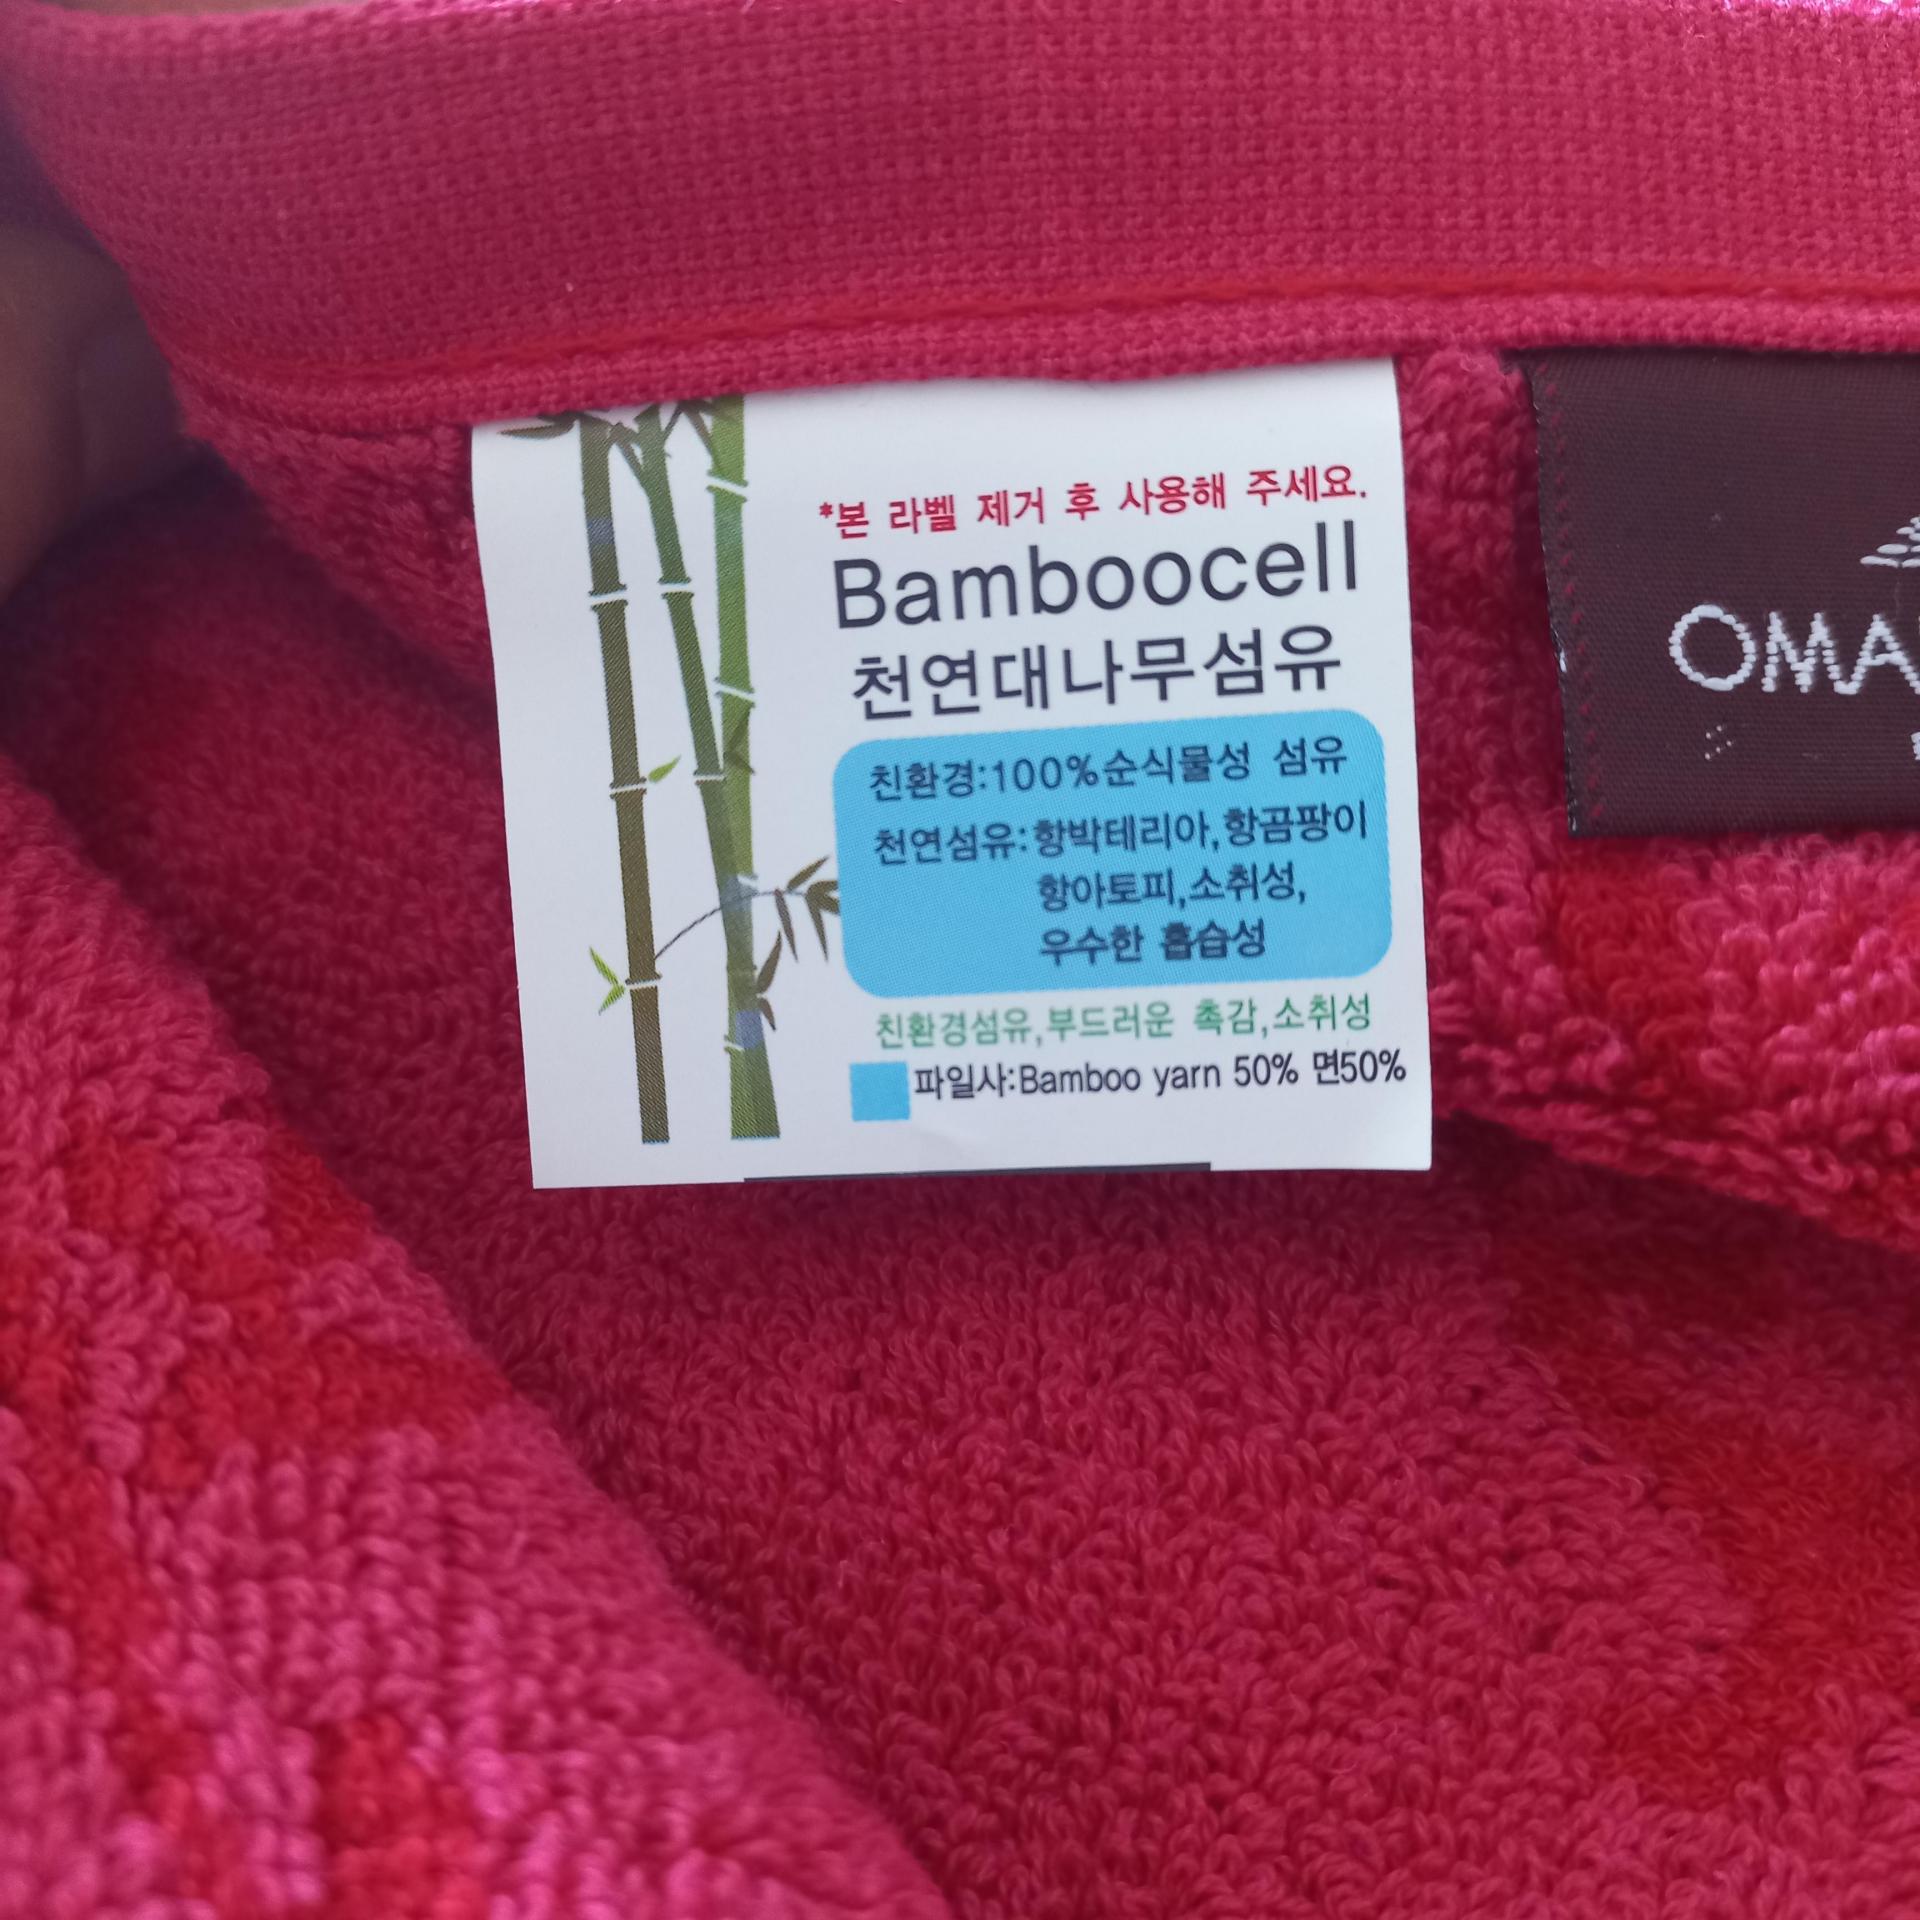 *본 라벨 제거 후 사용해 주세요.
Bamboocell
천연대나무섬유
친환경:100%순식물성 섬유
천연섬유:항박테리아,항곰팡이
항아토피,소취성,
우수한 흡습성
친환경섬유,부드러운 촉감,소취성
파일사:Bamboo yarn 50% 면50%
OMA